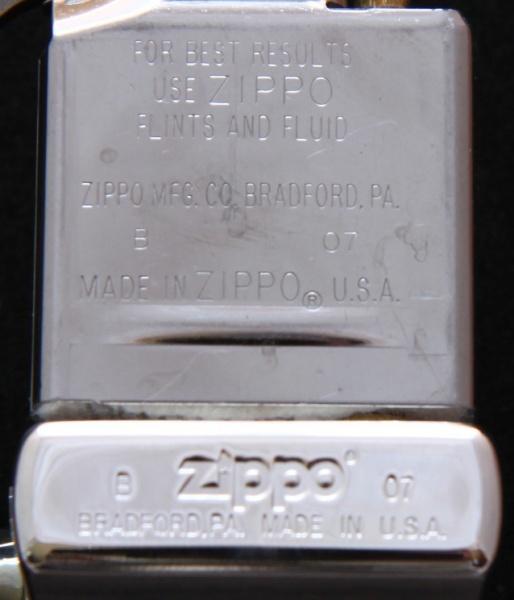 FOR BEST RESULTS
USE ZIPPO
FLINTS AND FLUID
ZIPPO MFG. CO. BRADFORD, PA.
B 07
MADE IN ZIPPO® U.S.A.
B zippo® 07
BRADFORD, PA. MADE IN U.S.A.